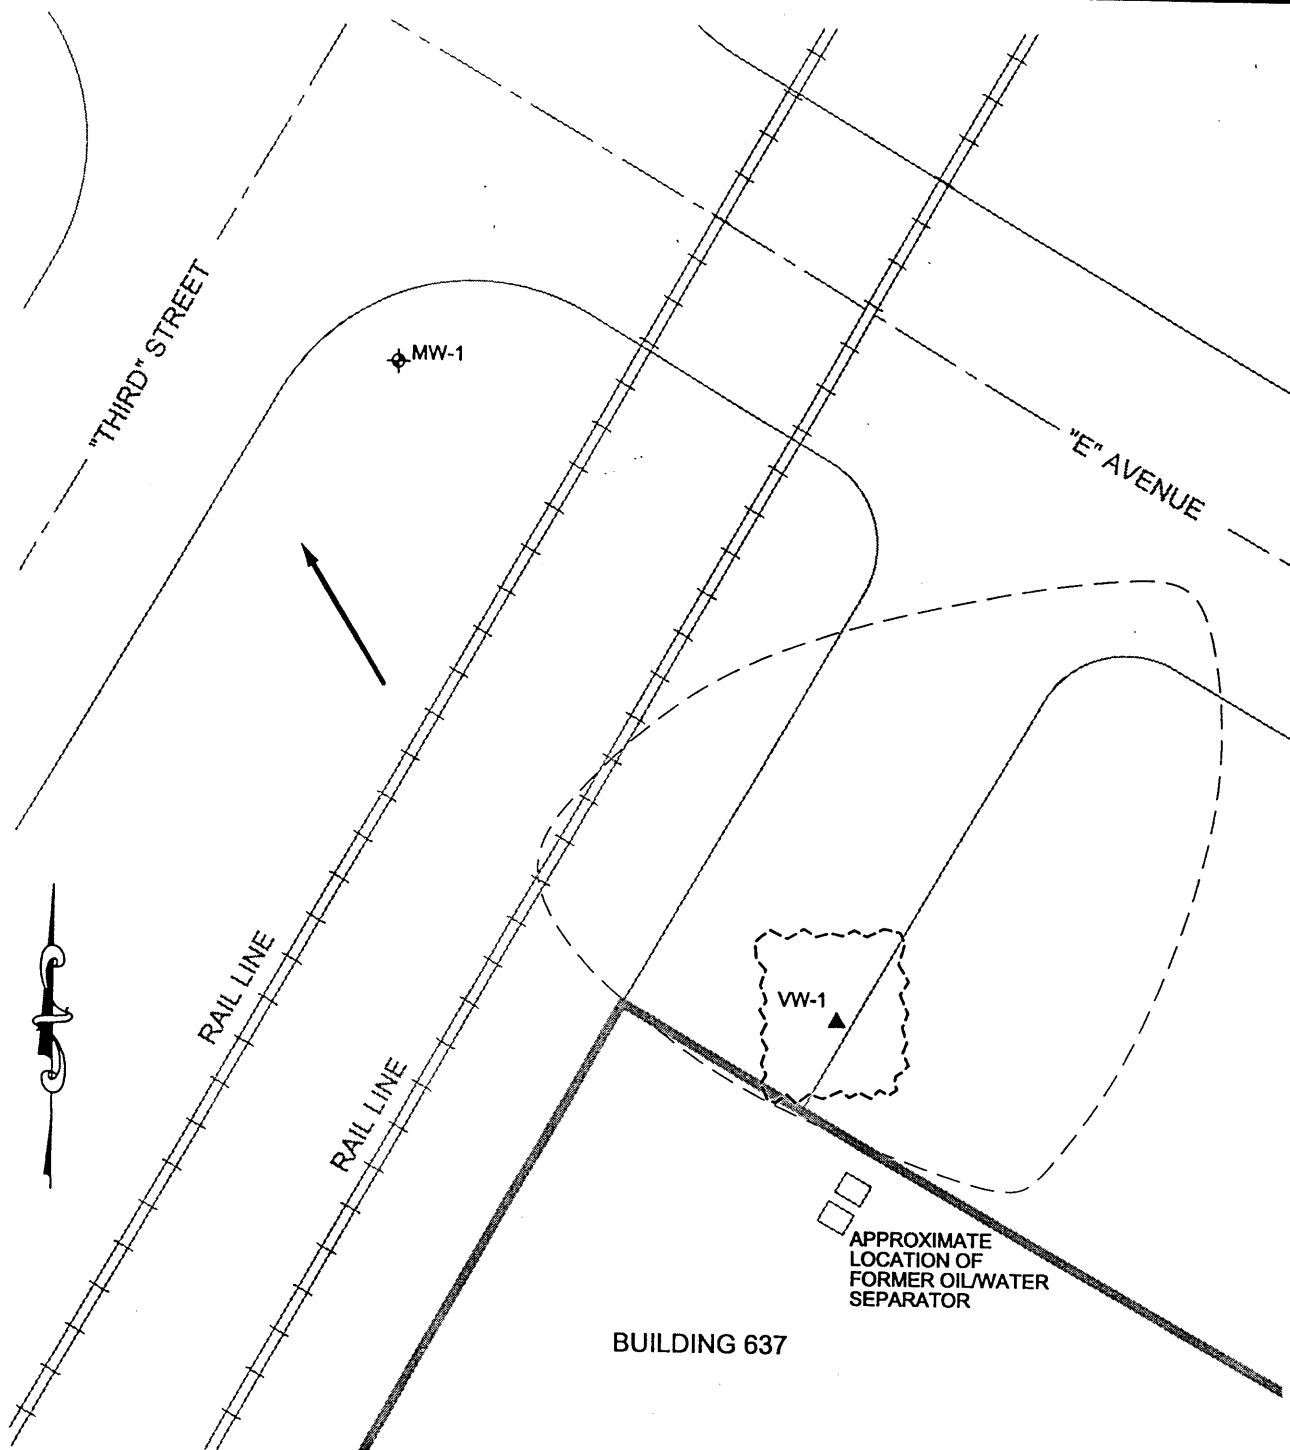 "THIRD" STREET
MW-1
"E" AVENUE
RAIL LINE
VW-1
RAIL LINE
APPROXIMATE
LOCATION OF
FORMER OIL/WATER
SEPARATOR
BUILDING 637